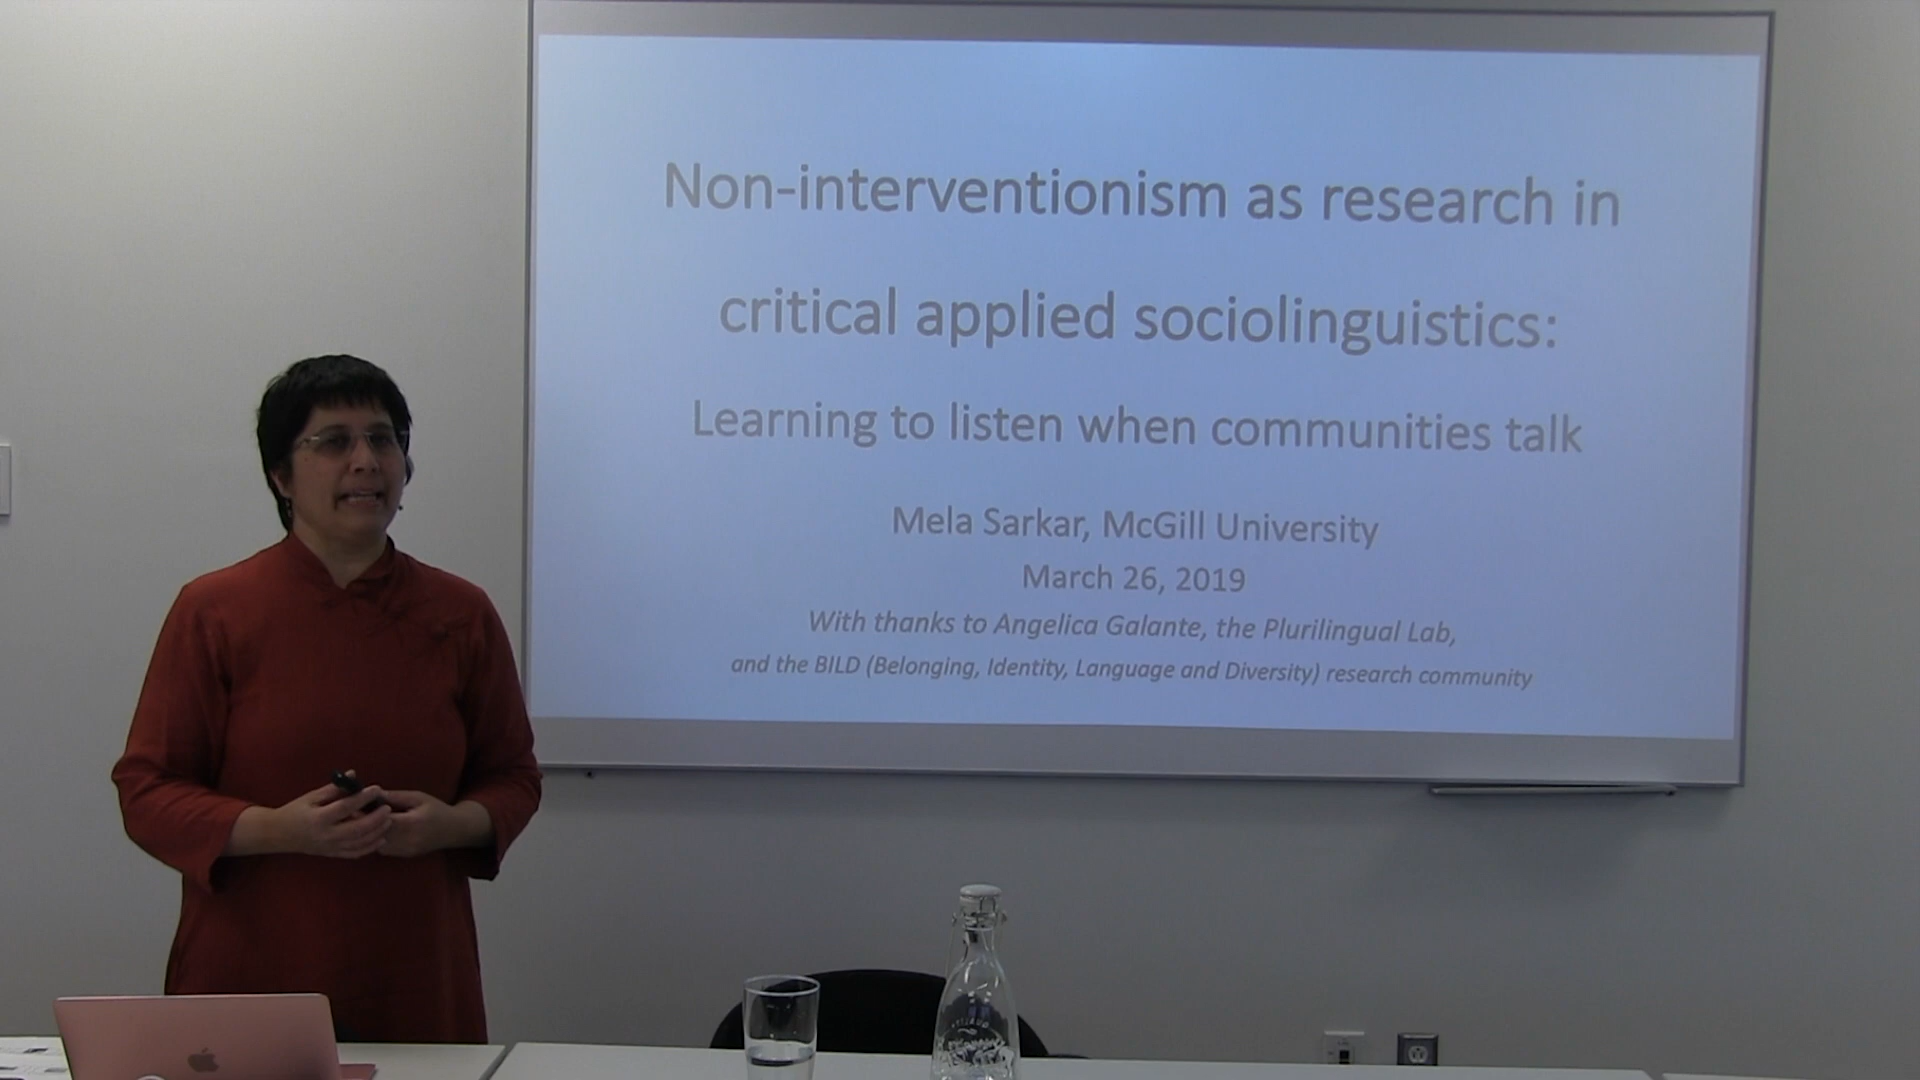 Non-interventionism as research in
critical applied sociolinguistics:
Learning to listen when communities talk
Mela Sarkar, McGill University
March 26, 2019
With thanks to Angelica Galante, the Plurilingual Lab,
and the BILD (Belonging, Identity, Language and Diversity) research community